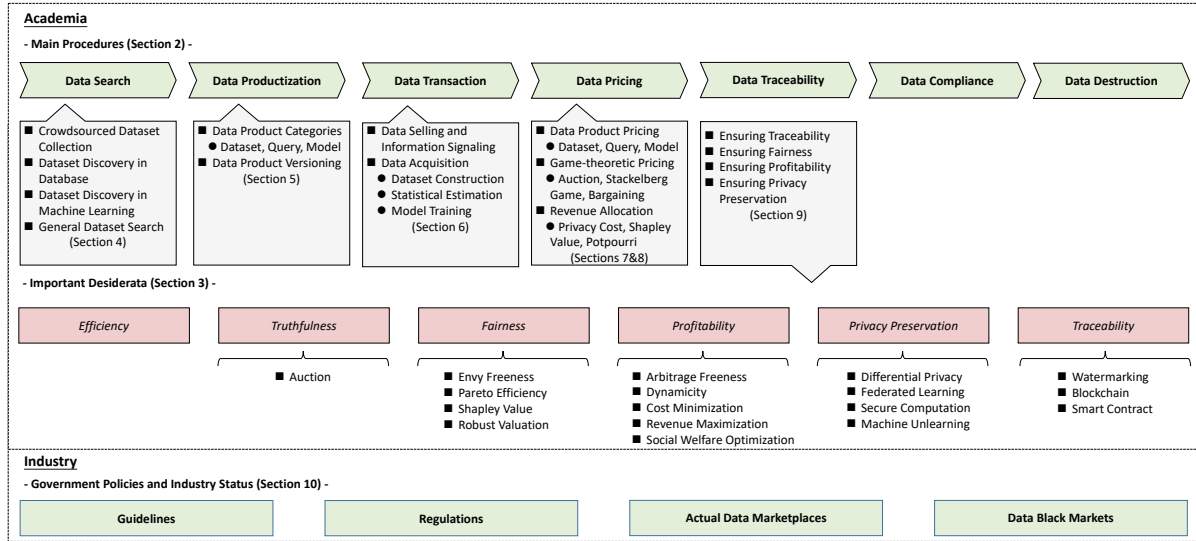 Academia
- Main Procedures (Section 2) -
Data Search
Data Productization
Data Transaction
Data Pricing
Data Traceability
Data Compliance
Data Destruction
■ Crowdsourced Dataset
Collection
■ Dataset Discovery in
Database
■ Dataset Discovery in
Machine Learning
■ General Dataset Search
(Section 4)
■ Data Product Categories
● Dataset, Query, Model
■ Data Product Versioning
(Section 5)
■ Data Selling and
Information Signaling
■ Data Acquisition
● Dataset Construction
● Statistical Estimation
● Model Training
(Section 6)
■ Data Product Pricing
● Dataset, Query, Model
■ Game-theoretic Pricing
● Auction, Stackelberg
Game, Bargaining
■ Revenue Allocation
● Privacy Cost, Shapley
Value, Potpourri
(Sections 7&8)
■ Ensuring Traceability
■ Ensuring Fairness
■ Ensuring Profitability
■ Ensuring Privacy
Preservation
(Section 9)
- Important Desiderata (Section 3) -
Efficiency
Truthfulness
Fairness
Profitability
Privacy Preservation
Traceability
■ Auction
■ Envy Freeness
■ Pareto Efficiency
■ Shapley Value
■ Robust Valuation
■ Arbitrage Freeness
■ Dynamicity
■ Cost Minimization
■ Revenue Maximization
■ Social Welfare Optimization
■ Differential Privacy
■ Federated Learning
■ Secure Computation
■ Machine Unlearning
■ Watermarking
■ Blockchain
■ Smart Contract
Industry
- Government Policies and Industry Status (Section 10) -
Guidelines
Regulations
Actual Data Marketplaces
Data Black Markets